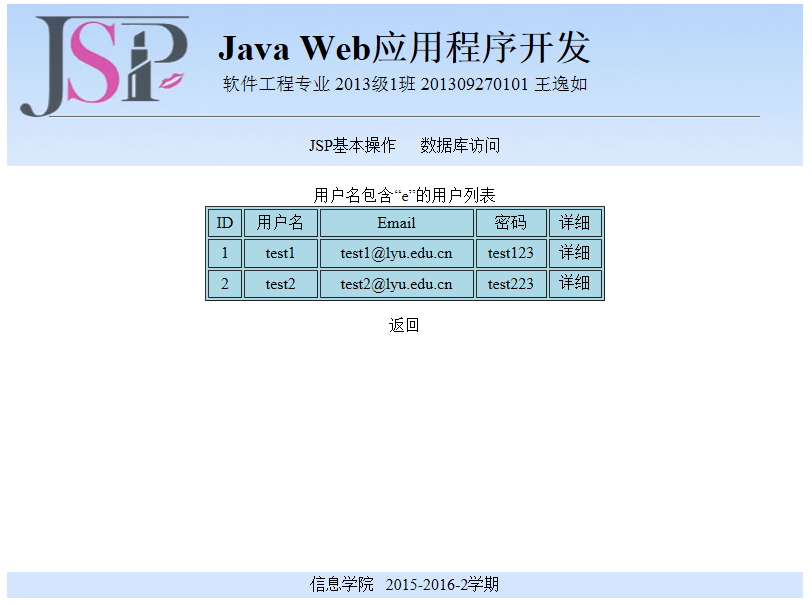 JSP
Java Web应用程序开发
软件工程专业 2013级1班 201309270101 王逸如
JSP基本操作 数据库访问
用户名包含“e”的用户列表
ID 用户名 Email 密码 详细
1 test1 test1@lyu.edu.cn test123 详细
2 test2 test2@lyu.edu.cn test223 详细
返回
信息学院 2015-2016-2学期